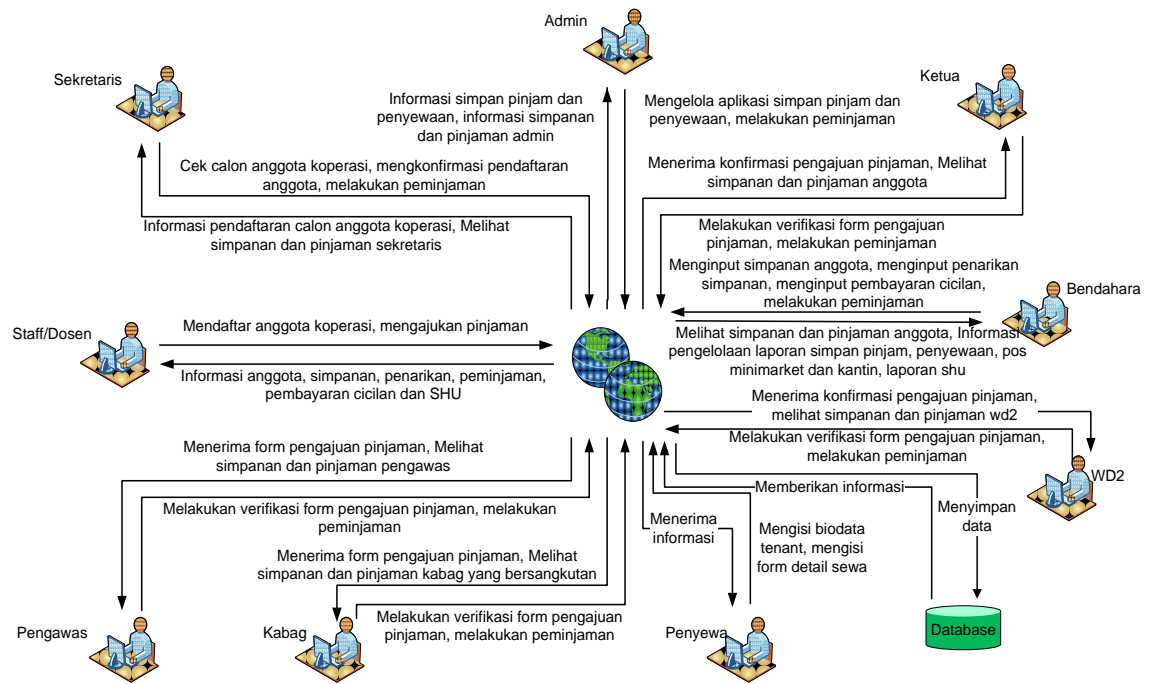 Admin
Sekretaris
Ketua
Informasi simpan pinjam dan
penyewaan, informasi simpanan
dan pinjaman admin
Mengelola aplikasi simpan pinjam dan
penyewaan, melakukan peminjaman
Cek calon anggota koperasi, mengkonfirmasi pendaftaran
anggota, melakukan peminjaman
Menerima konfirmasi pengajuan pinjaman, Melihat
simpanan dan pinjaman anggota
Informasi pendaftaran calon anggota koperasi, Melihat
simpanan dan pinjaman sekretaris
Melakukan verifikasi form pengajuan
pinjaman, melakukan peminjaman
Menginput simpanan anggota, menginput penarikan
simpanan, menginput pembayaran cicilan,
melakukan peminjaman
Bendahara
Staff/Dosen
Mendaftar anggota koperasi, mengajukan pinjaman
Melihat simpanan dan pinjaman anggota, Informasi
pengelolaan laporan simpan pinjam, penyewaan, pos
minimarket dan kantin, laporan shu
Informasi anggota, simpanan, penarikan, peminjaman,
pembayaran cicilan dan SHU
Menerima konfirmasi pengajuan pinjaman,
melihat simpanan dan pinjaman wd2
Melakukan verifikasi form pengajuan pinjaman,
melakukan peminjaman
WD2
Menerima form pengajuan pinjaman, Melihat
simpanan dan pinjaman pengawas
Memberikan informasi
Menyimpan
data
Melakukan verifikasi form pengajuan pinjaman, melakukan
peminjaman
Menerima
informasi
Mengisi biodata
tenant, mengisi
form detail sewa
Menerima form pengajuan pinjaman, Melihat
simpanan dan pinjaman kabag yang bersangkutan
Melakukan verifikasi form pengajuan
pinjaman, melakukan peminjaman
Pengawas
Kabag
Penyewa
Database